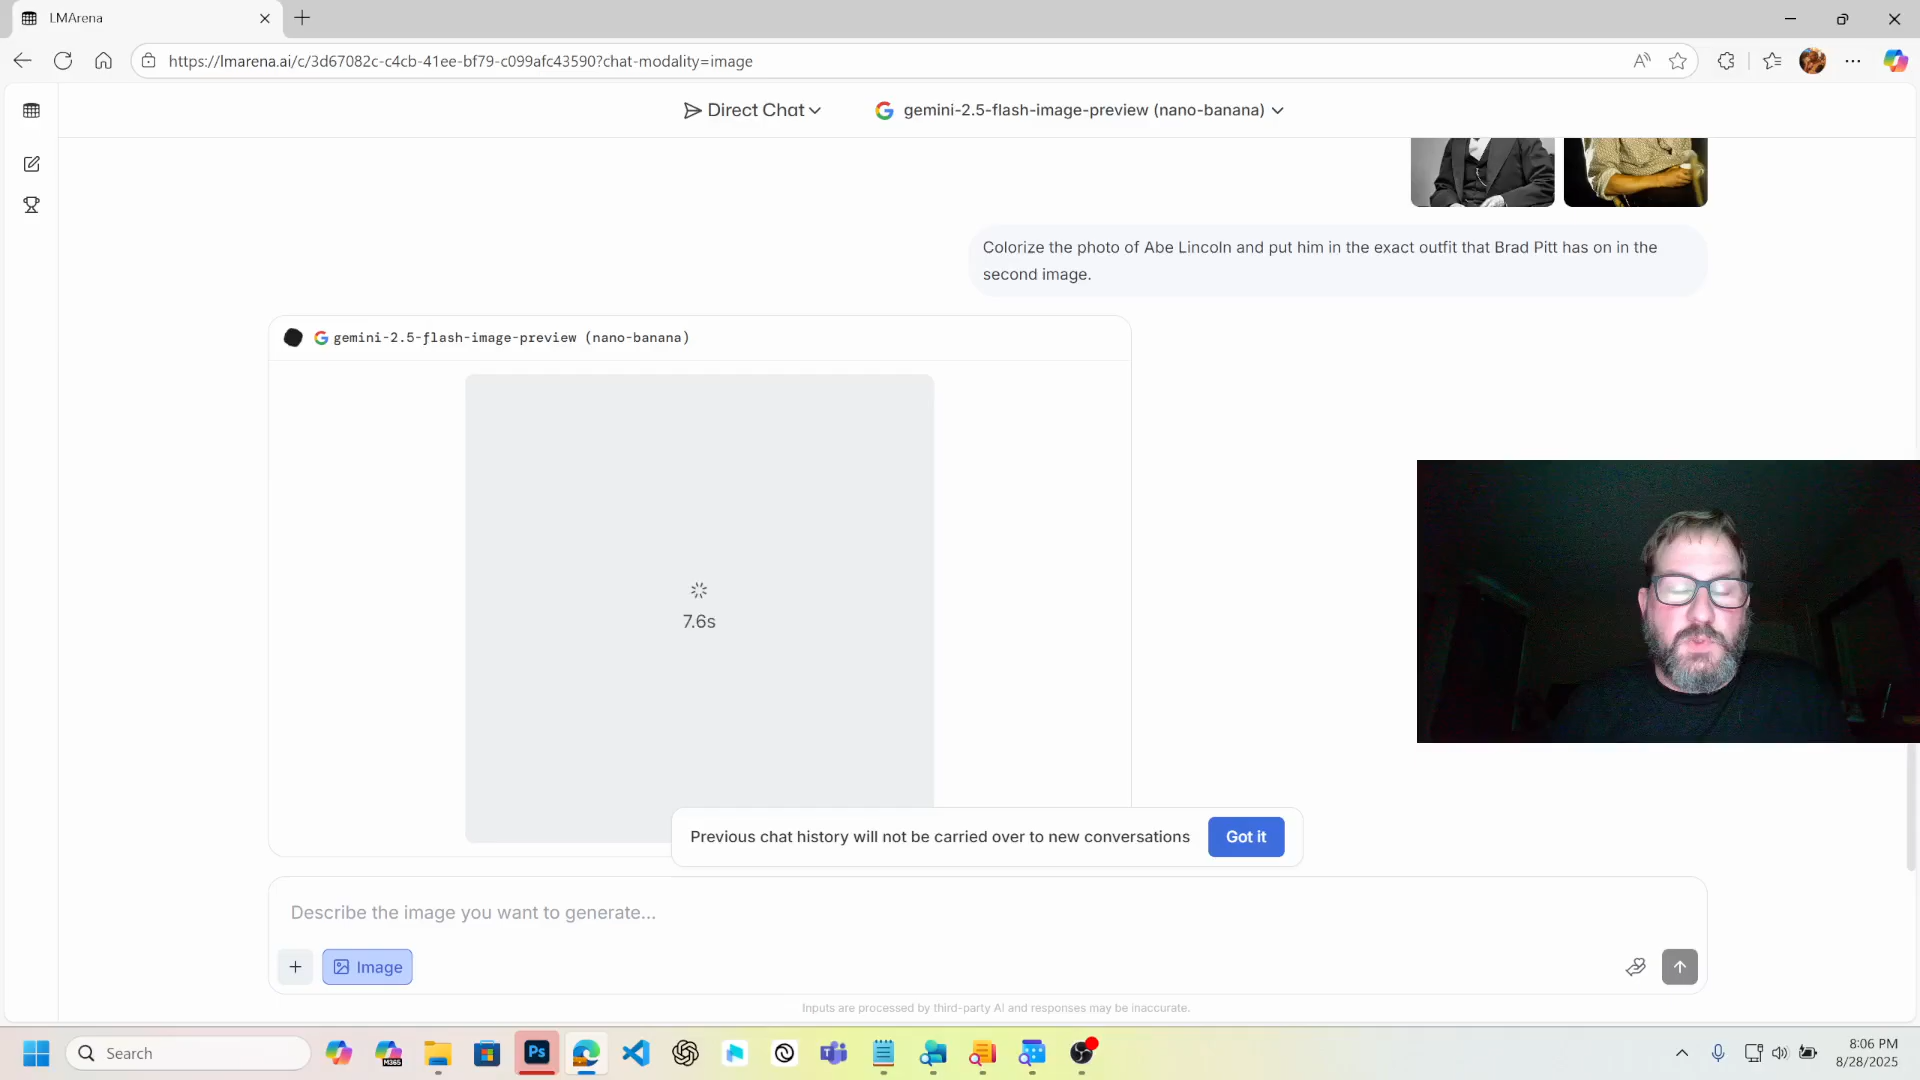 LMArena
https://lmarena.ai/c/3d67082c-c4cb-41ee-bf79-c099afc43590?chat-modality=image
Direct Chat
gemini-2.5-flash-image-preview (nano-banana)
Colorize the photo of Abe Lincoln and put him in the exact outfit that Brad Pitt has on in the
second image.
gemini-2.5-flash-image-preview (nano-banana)
7.6s
Previous chat history will not be carried over to new conversations
Got it
Describe the image you want to generate...
Image
Inputs are processed by third-party AI and responses may be inaccurate.
Search
M365
Ps
8:06 PM
8/28/2025